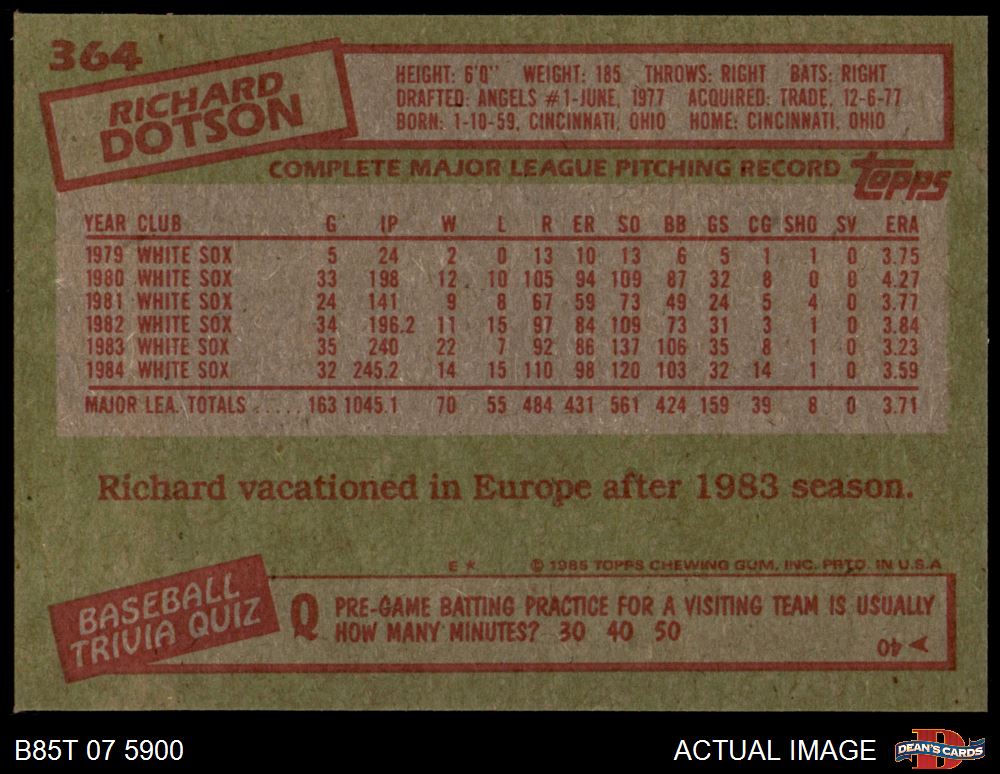 364
RICHARD
DOTSON
HEIGHT: 6'0" WEIGHT: 185 THROWS: RIGHT BATS: RIGHT
DRAFTED: ANGELS #1-JUNE, 1977 ACQUIRED: TRADE, 12-6-77
BORN: 1-10-59, CINCINNATI, OHIO HOME: CINCINNATI, OHIO
COMPLETE MAJOR LEAGUE PITCHING RECORD Topps
YEAR CLUB G IP W L R ER SO BB GS CG SHO SV ERA
1979 WHITE SOX 5 24 2 0 13 10 13 6 5 1 1 0 3.75
1980 WHITE SOX 33 198 12 10 105 94 109 87 32 8 0 0 4.27
1981 WHITE SOX 24 141 9 8 67 59 73 49 24 5 4 0 3.77
1982 WHITE SOX 34 196.2 11 15 97 84 109 73 31 3 1 0 3.84
1983 WHITE SOX 35 240 22 7 92 86 137 106 35 8 1 0 3.23
1984 WHITE SOX 32 245.2 14 15 110 98 120 103 32 14 1 0 3.59
MAJOR LEA. TOTALS ...... 163 1045.1 70 55 484 431 561 424 159 39 8 0 3.71
Richard vacationed in Europe after 1983 season.
E * © 1985 TOPPS CHEWING GUM, INC. PRTD. IN U.S.A
BASEBALL
TRIVIA QUIZ
Q PRE-GAME BATTING PRACTICE FOR A VISITING TEAM IS USUALLY
HOW MANY MINUTES? 30 40 50
40
B85T 07 5900
ACTUAL IMAGE
D
DEAN'S CARDS